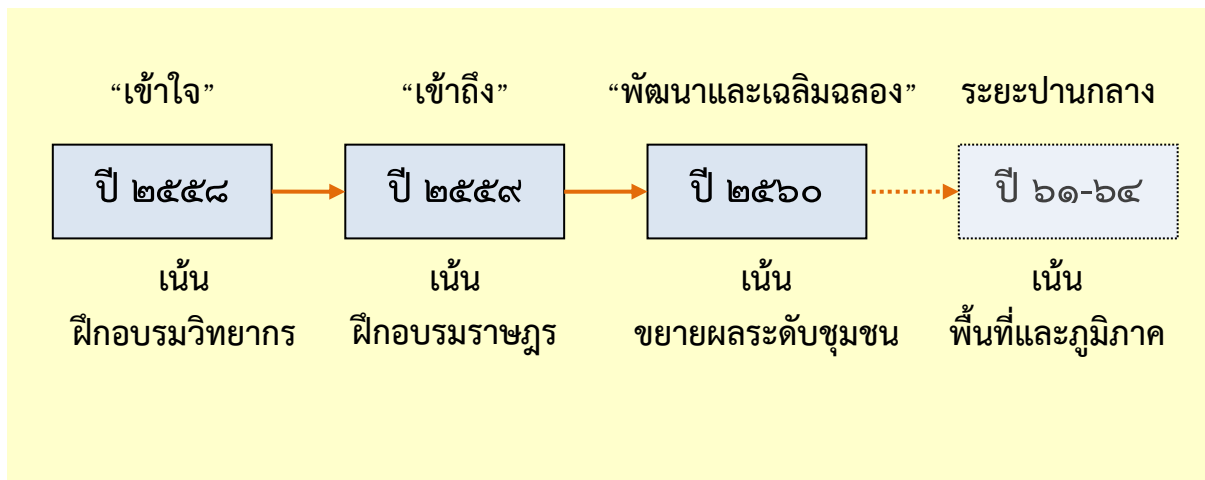 “เข้าใจ” “เข้าถึง” “พัฒนาและเฉลิมฉลอง” ระยะปานกลาง
ปี ๒๕๕๘ ปี ๒๕๕๙ ปี ๒๕๖๐ ปี ๖๑-๖๔
เน้น เน้น เน้น เน้น
ฝึกอบรมวิทยากร ฝึกอบรมราษฎร ขยายผลระดับชุมชน พื้นที่และภูมิภาค